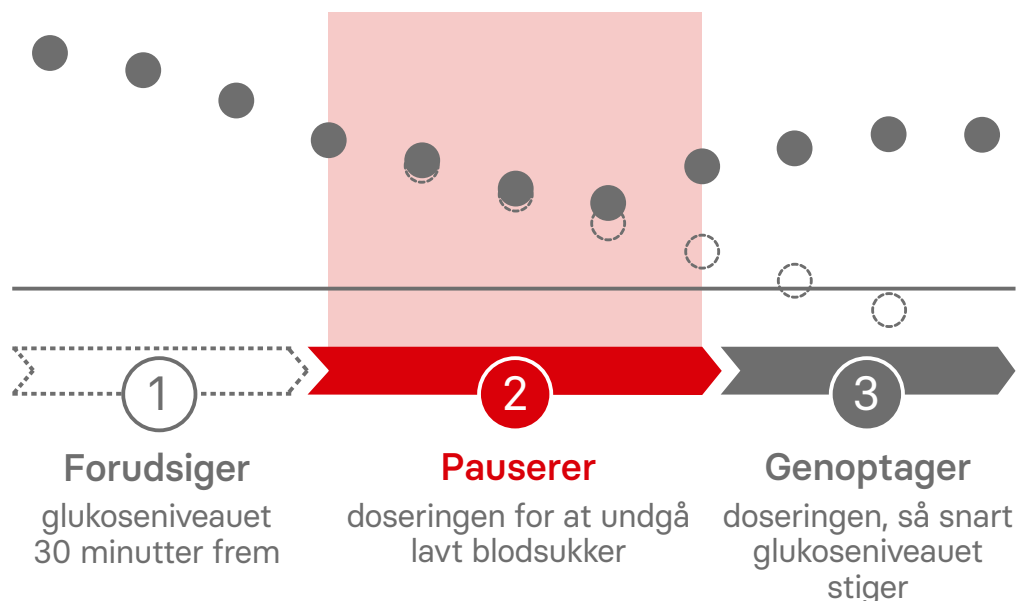 1
Forudsiger
glukoseniveauet
30 minutter frem
2
Pauserer
doseringen for at undgå
lavt blodsukker
3
Genoptager
doseringen, så snart
glukoseniveauet
stiger